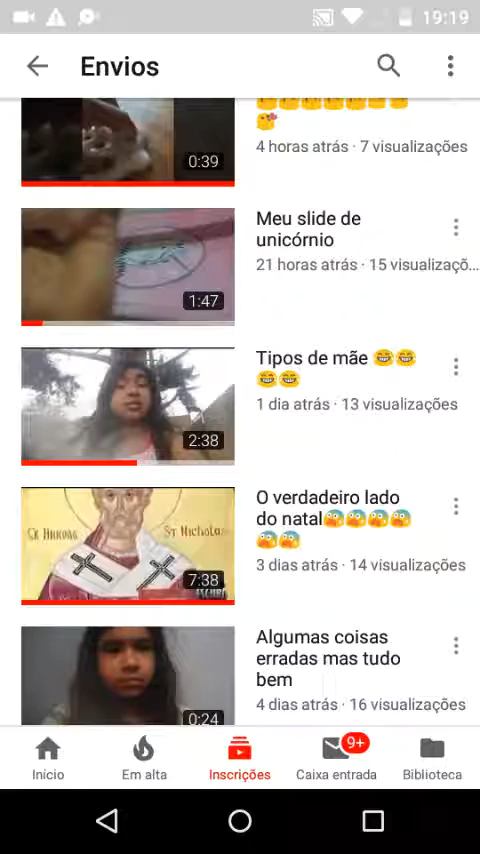 19:19
Envios
😘
4 horas atrás · 7 visualizações
0:39
Meu slide de
unicórnio
21 horas atrás · 15 visualizaçõ...
1:47
Tipos de mãe 😂😂
😂😂
1 dia atrás · 13 visualizações
2:38
O verdadeiro lado
do natal😨😨😨😨
😨😨
3 dias atrás · 14 visualizações
ST Nicholas
7:38
Algumas coisas
erradas mas tudo
bem
4 dias atrás · 16 visualizações
0:24
9+
Início
Em alta
Inscrições
Caixa entrada
Biblioteca